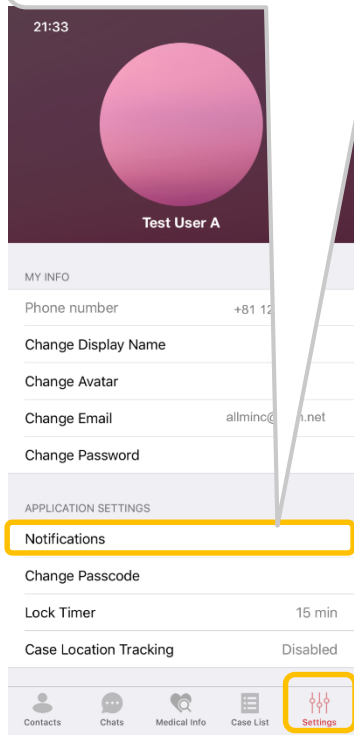 21:33
Test User A
MY INFO
Phone number +81 12
Change Display Name
Change Avatar
Change Email allminc@ .net
Change Password
APPLICATION SETTINGS
Notifications
Change Passcode
Lock Timer 15 min
Case Location Tracking Disabled
Contacts Chats Medical Info Case List Settings